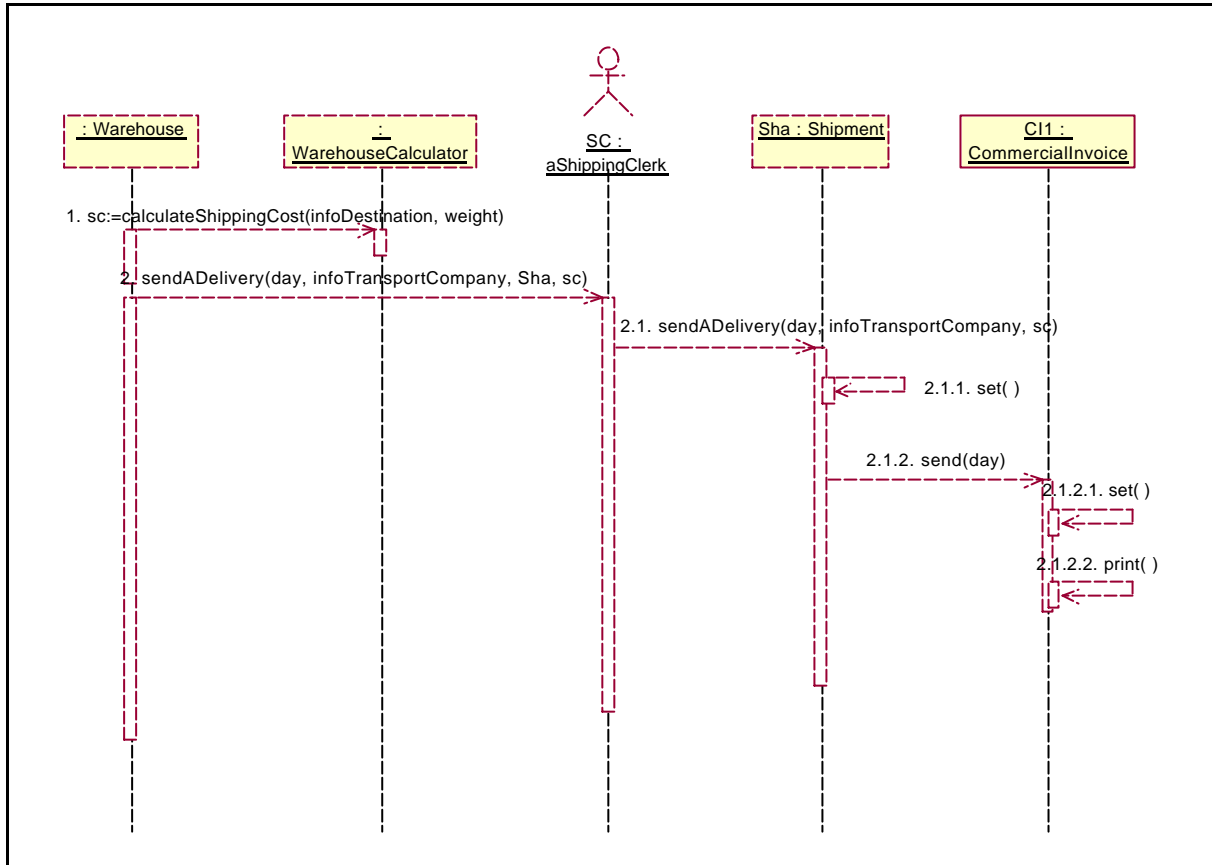 : Warehouse
:
WarehouseCalculator
SC :
aShippingClerk
Sha : Shipment
CI1 :
CommercialInvoice
1. sc:=calculateShippingCost(infoDestination, weight)
2. sendADelivery(day, infoTransportCompany, Sha, sc)
2.1. sendADelivery(day, infoTransportCompany, sc)
2.1.1. set( )
2.1.2. send(day)
2.1.2.1. set( )
2.1.2.2. print( )